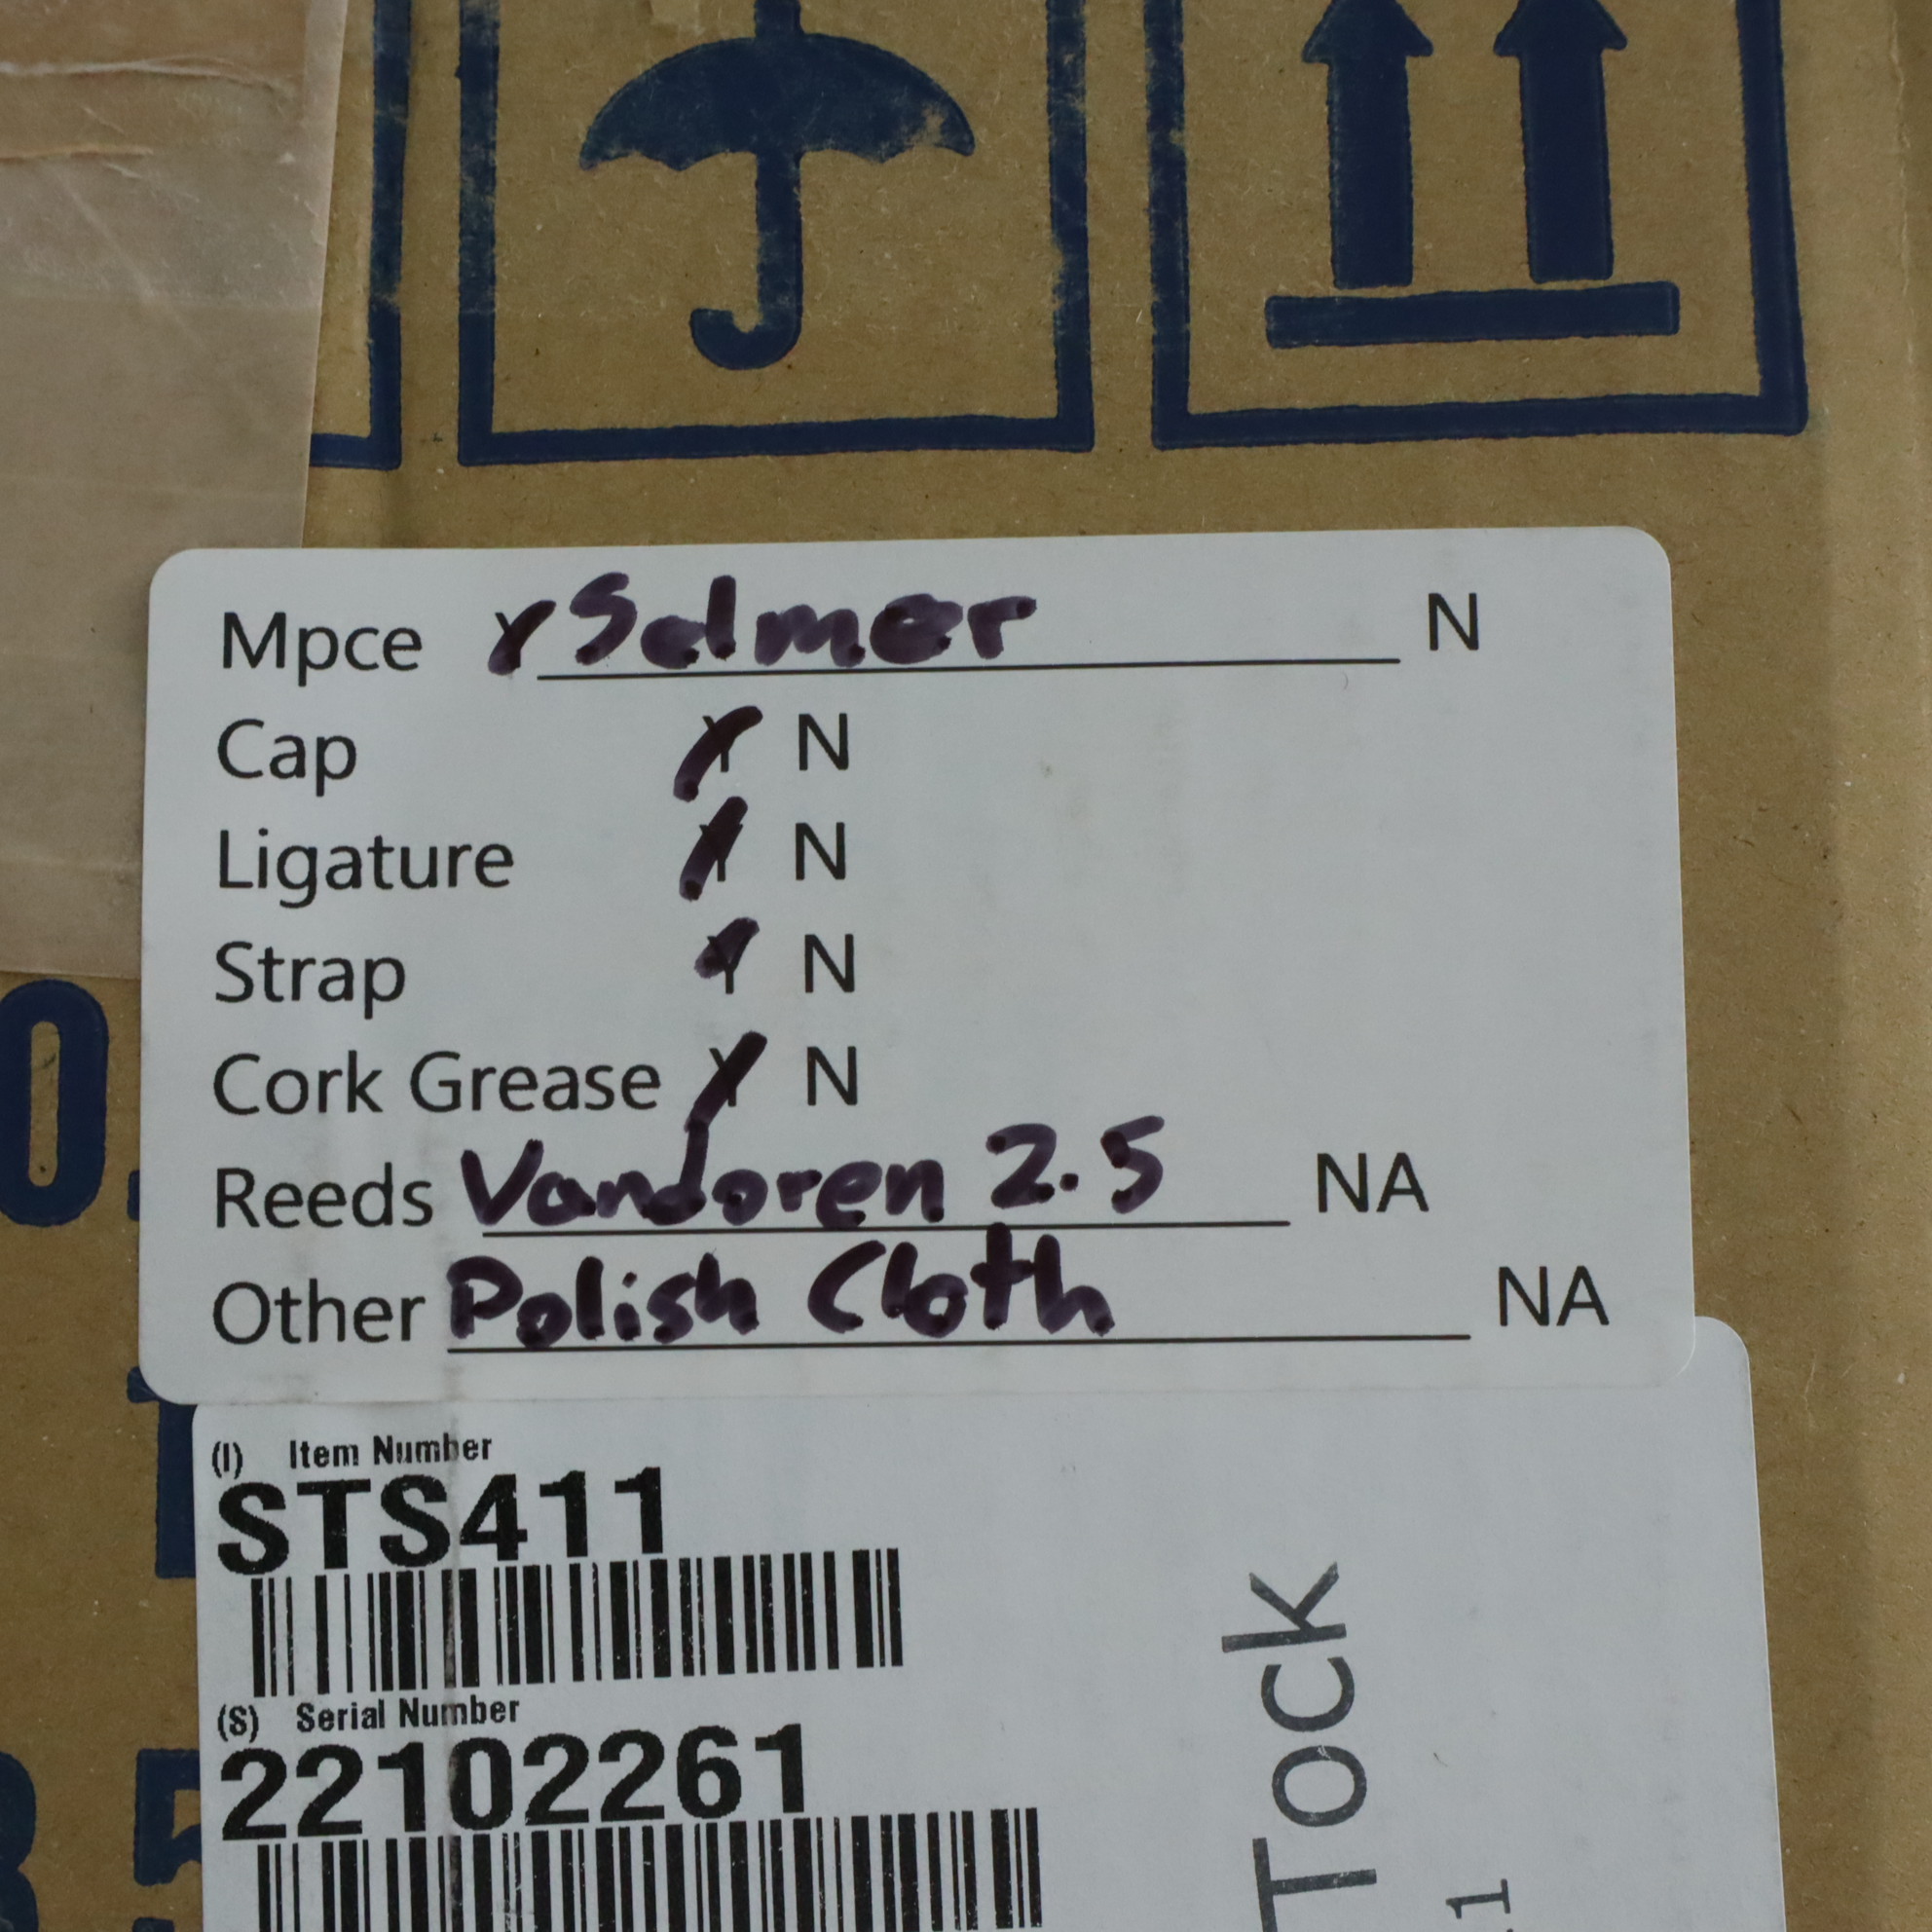 Mpce Y Selmer N
Cap Y N
Ligature Y N
Strap Y N
Cork Grease Y N
Reeds Vandoren 2.5 NA
Other Polish Cloth NA
(I) Item Number
STS411
(S) Serial Number
22102261